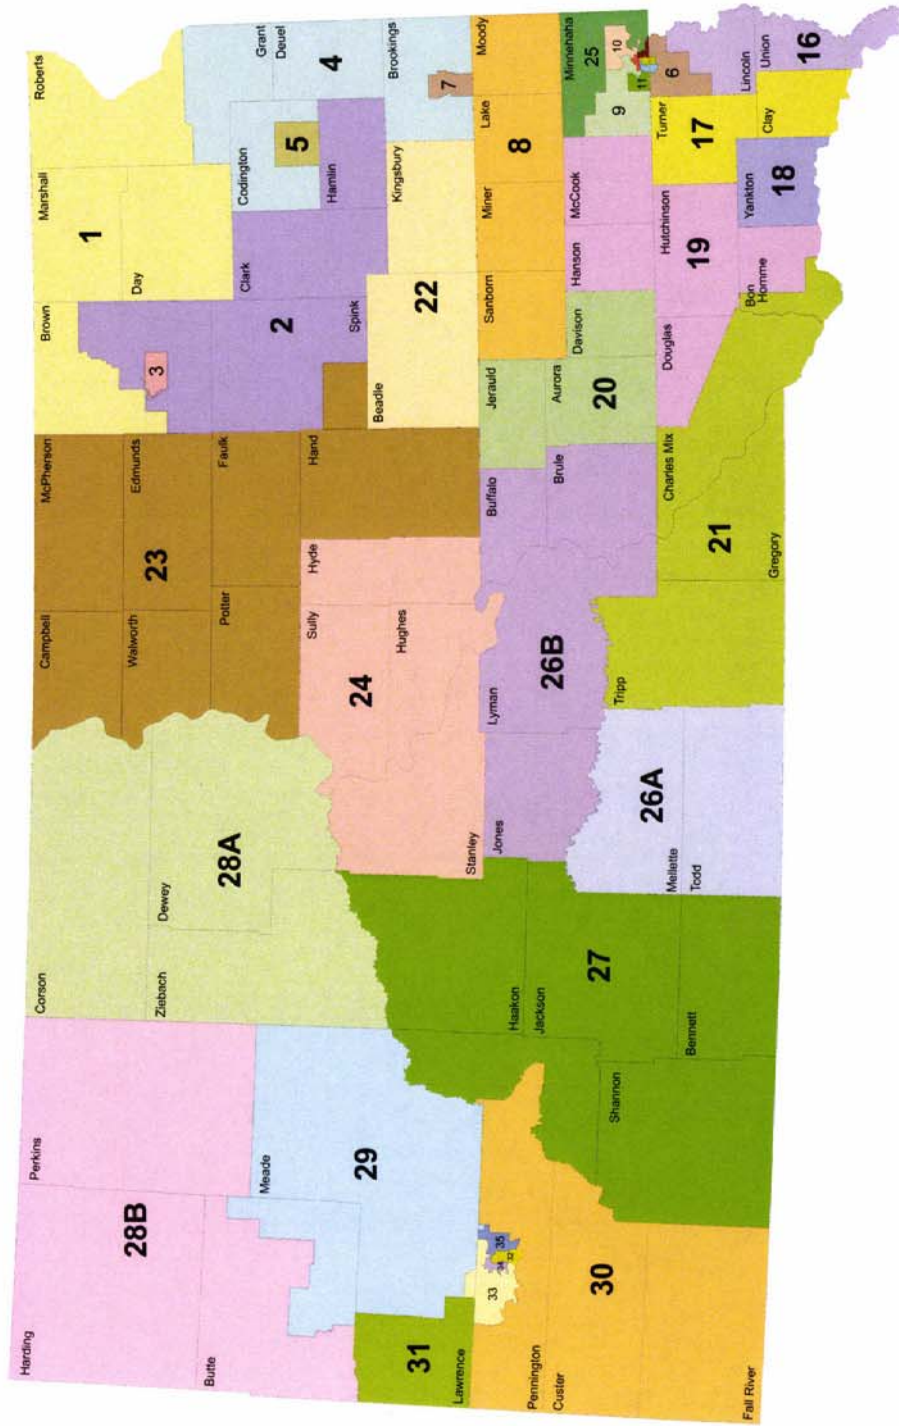 Harding
Perkins
Corson
Campbell
McPherson
Brown
Marshall
Roberts
28B
1
Butte
Ziebach
Dewey
Walworth
Edmunds
23
Day
3
Grant
Deuel
28A
Potter
Faulk
Codington
4
5
Meade
29
Sully
Hyde
Hand
Spink
2
Clark
Hamlin
Brookings
7
31
Lawrence
24
Hughes
Stanley
Beadle
22
Kingsbury
33
34
35
32
Haakon
Jackson
27
Jones
Lyman
26B
Buffalo
Brule
Jerauld
Aurora
20
Sanborn
Miner
8
Lake
Moody
Pennington
Custer
30
Davison
Hanson
McCook
9
25
Minnehaha
10
11
Shannon
Bennett
Mellette
Todd
26A
Tripp
Gregory
21
Charles Mix
Douglas
19
Hutchinson
Turner
17
6
Lincoln
Union
16
Fall River
Bon
Homme
Yankton
18
Clay